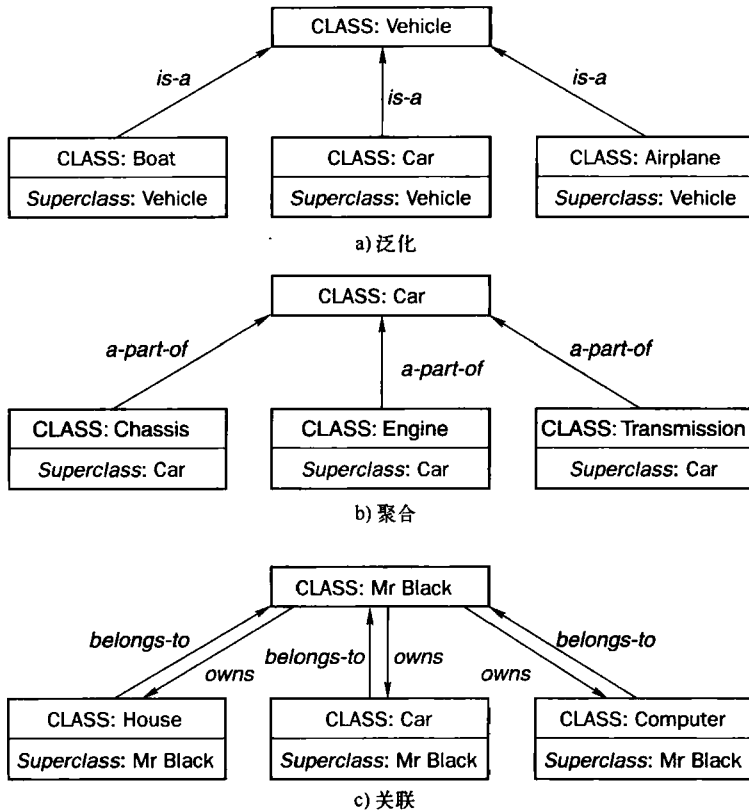 CLASS: Vehicle
is-a
is-a
is-a
CLASS: Boat
CLASS: Car
CLASS: Airplane
Superclass: Vehicle
Superclass: Vehicle
Superclass: Vehicle
a) 泛化
CLASS: Car
a-part-of
a-part-of
a-part-of
CLASS: Chassis
CLASS: Engine
CLASS: Transmission
Superclass: Car
Superclass: Car
Superclass: Car
b) 聚合
CLASS: Mr Black
belongs-to
owns
belongs-to
owns
owns
belongs-to
CLASS: House
CLASS: Car
CLASS: Computer
Superclass: Mr Black
Superclass: Mr Black
Superclass: Mr Black
c) 关联